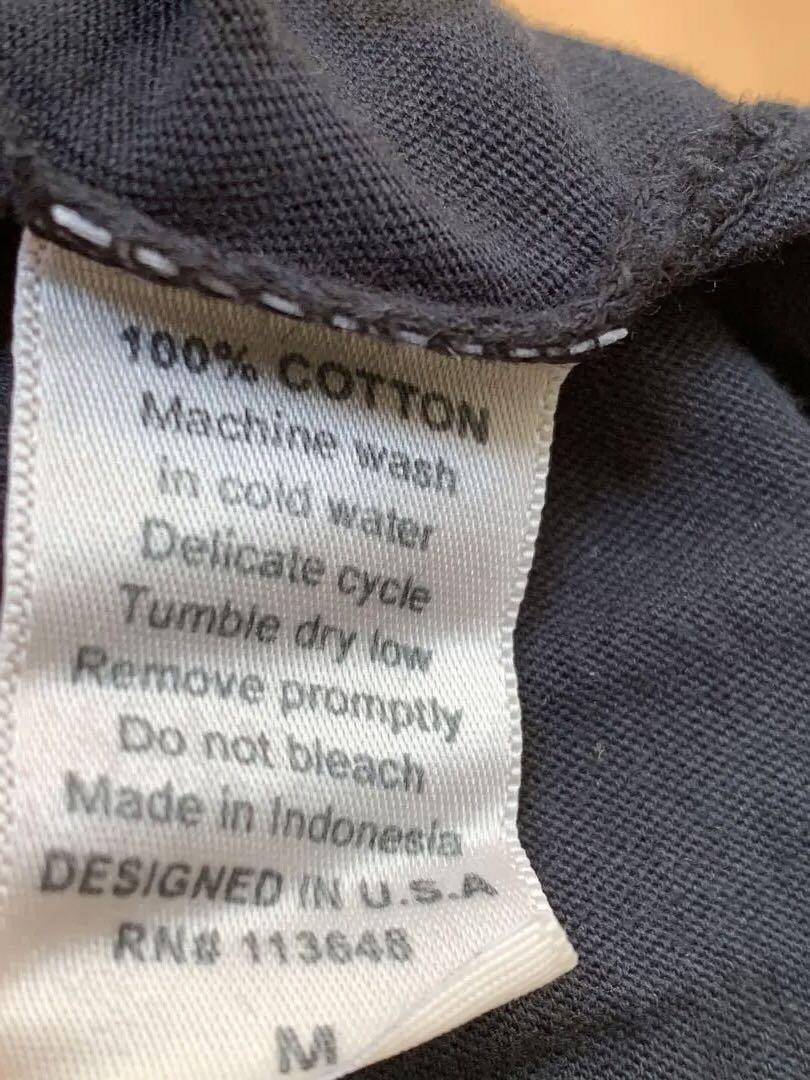 100% COTTON
Machine wash
in cold water
Delicate cycle
Tumble dry low
Remove promptly
Do not bleach
Made in Indonesia
DESIGNED IN U.S.A
RN# 113648
M